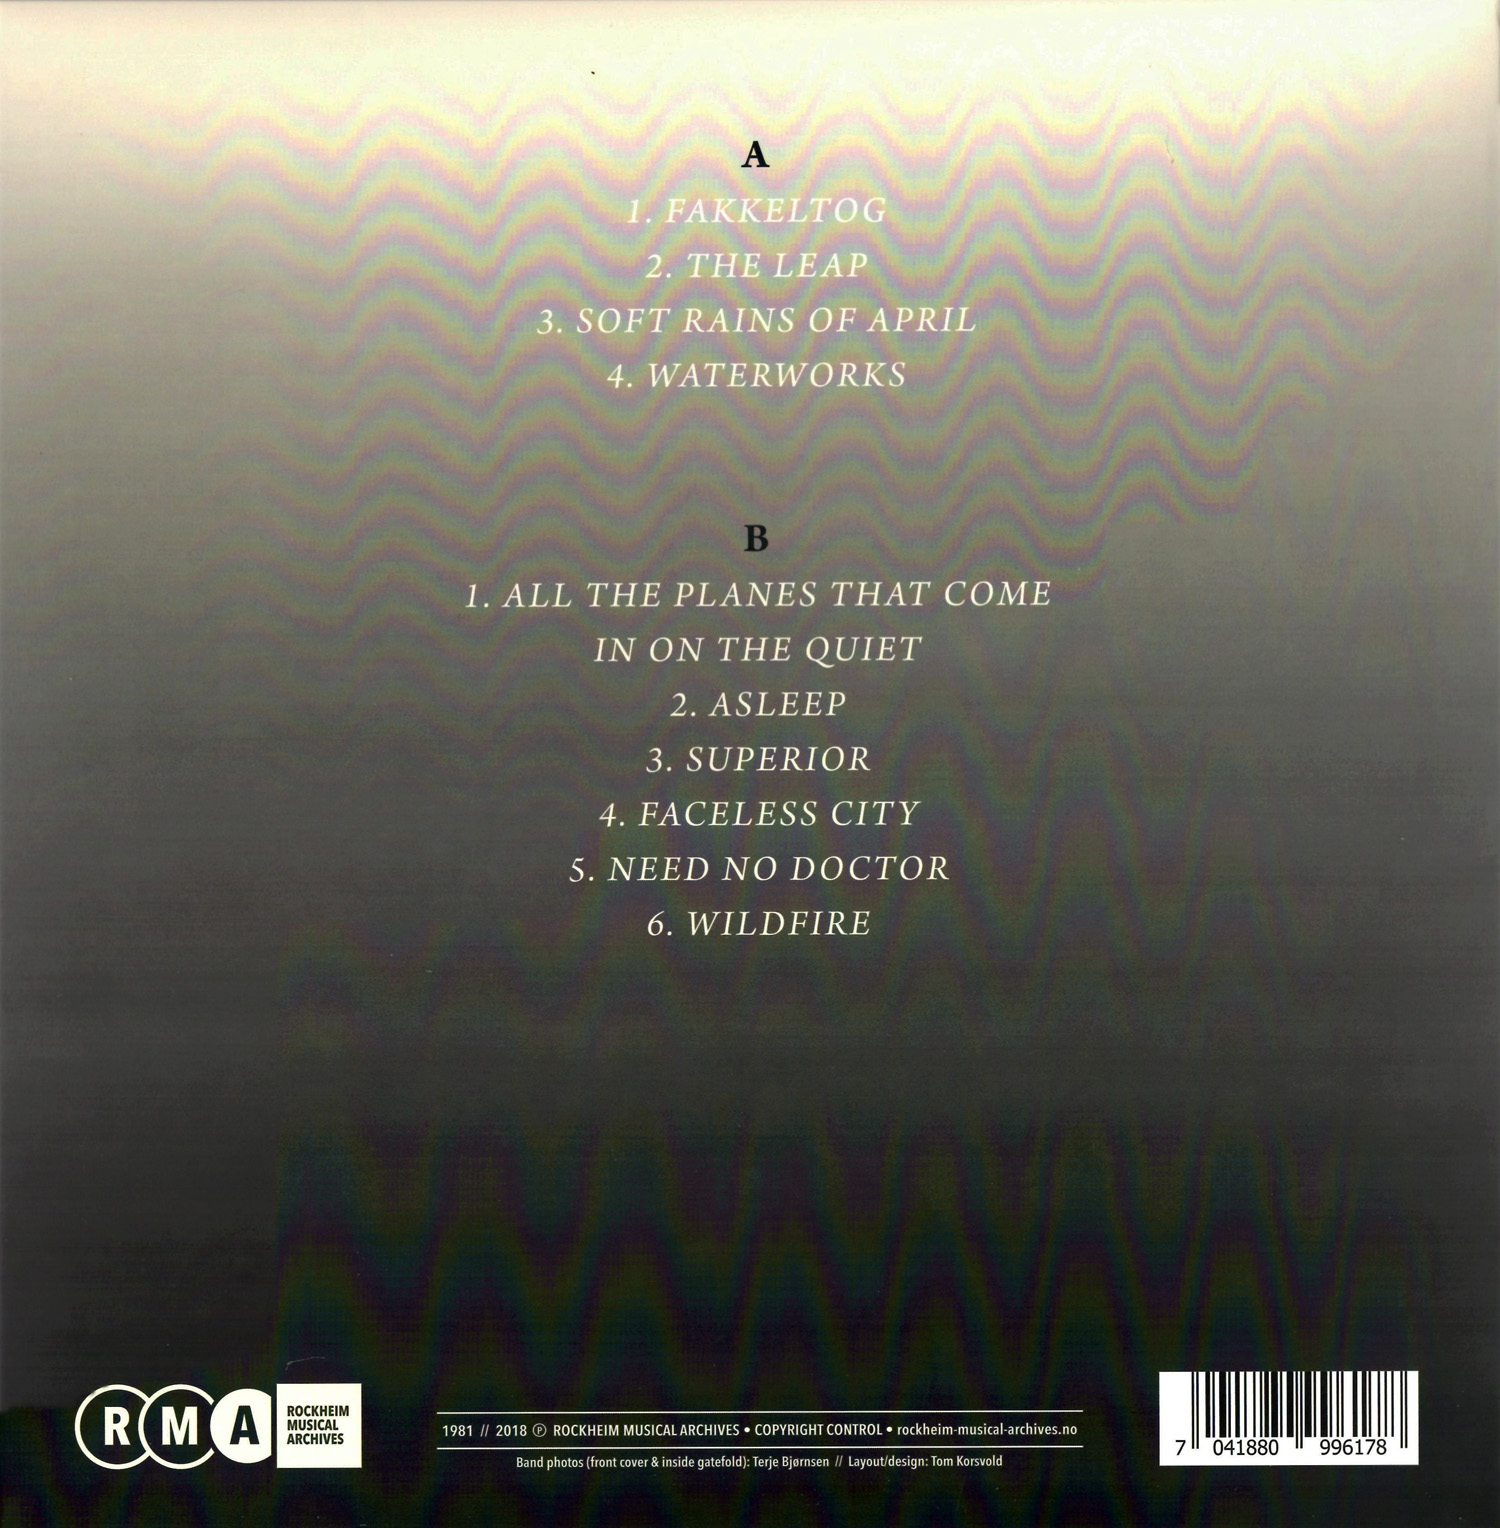 A
1. FAKKELTOG
2. THE LEAP
3. SOFT RAINS OF APRIL
4. WATERWORKS
B
1. ALL THE PLANES THAT COME
IN ON THE QUIET
2. ASLEEP
3. SUPERIOR
4. FACELESS CITY
5. NEED NO DOCTOR
6. WILDFIRE
RMA
ROCKHEIM
MUSICAL
ARCHIVES
1981 // 2018 ℗ ROCKHEIM MUSICAL ARCHIVES • COPYRIGHT CONTROL • rockheim-musical-archives.no
Band photos (front cover & inside gatefold): Terje Bjørnsen // Layout/design: Tom Korsvold
7 041880 996178